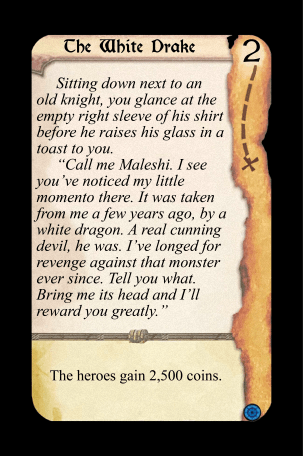 The White Drake
2
Sitting down next to an
old knight, you glance at the
empty right sleeve of his shirt
before he raises his glass in a
toast to you.
“Call me Maleshi. I see
you’ve noticed my little
momento there. It was taken
from me a few years ago, by a
white dragon. A real cunning
devil, he was. I’ve longed for
revenge against that monster
ever since. Tell you what.
Bring me its head and I’ll
reward you greatly.”
The heroes gain 2,500 coins.